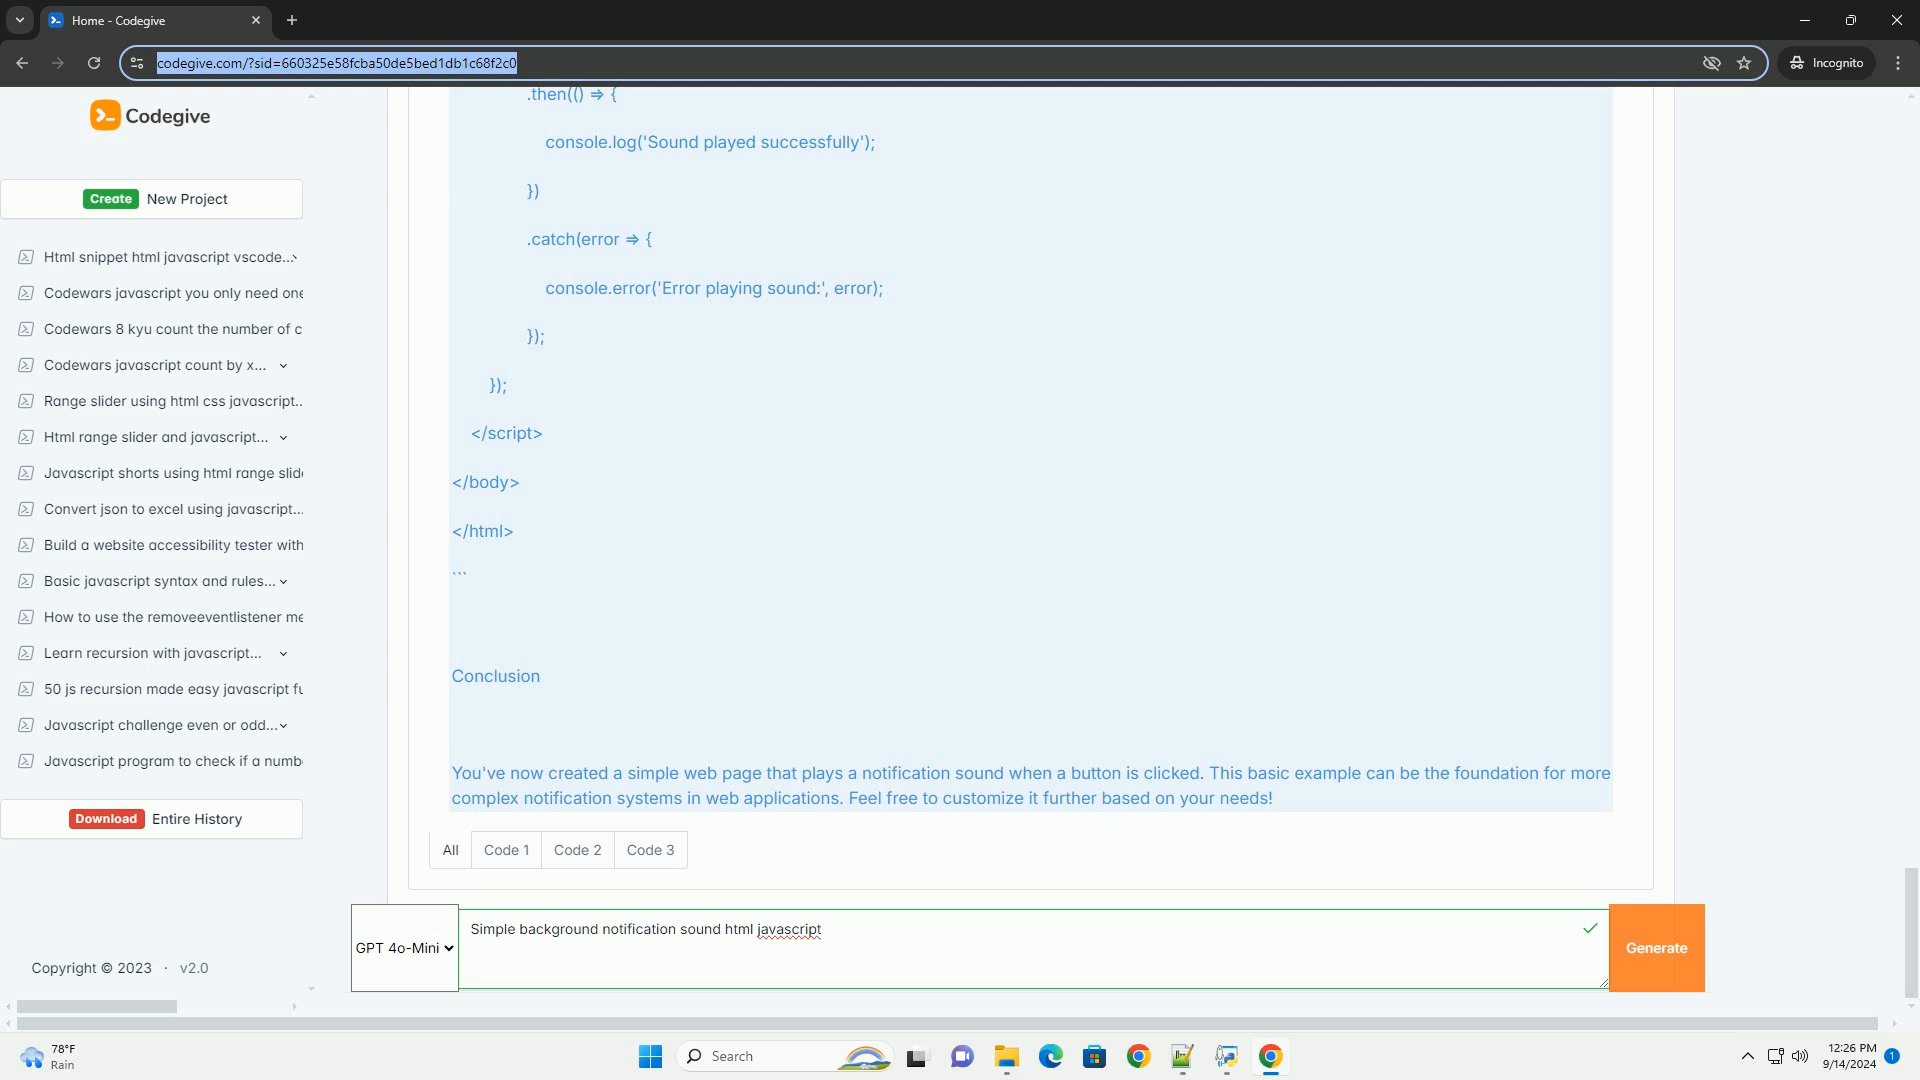 Home - Codegive
codegive.com/?sid=660325e58fcba50de5bed1db1c68f2c0
Incognito
Codegive
Create New Project
Html snippet html javascript vscode...
Codewars javascript you only need one
Codewars 8 kyu count the number of c
Codewars javascript count by x...
Range slider using html css javascript..
Html range slider and javascript...
Javascript shorts using html range slide
Convert json to excel using javascript...
Build a website accessibility tester with
Basic javascript syntax and rules...
How to use the removeeventlistener me
Learn recursion with javascript...
50 js recursion made easy javascript fu
Javascript challenge even or odd...
Javascript program to check if a numbe
Download Entire History
Copyright © 2023 · v2.0
.then(() => {
console.log('Sound played successfully');
})
.catch(error => {
console.error('Error playing sound:', error);
});
});
</script>
</body>
</html>
```
Conclusion
You've now created a simple web page that plays a notification sound when a button is clicked. This basic example can be the foundation for more
complex notification systems in web applications. Feel free to customize it further based on your needs!
All Code 1 Code 2 Code 3
GPT 4o-Mini
Simple background notification sound html javascript
Generate
78°F
Rain
Search
12:26 PM
9/14/2024
1